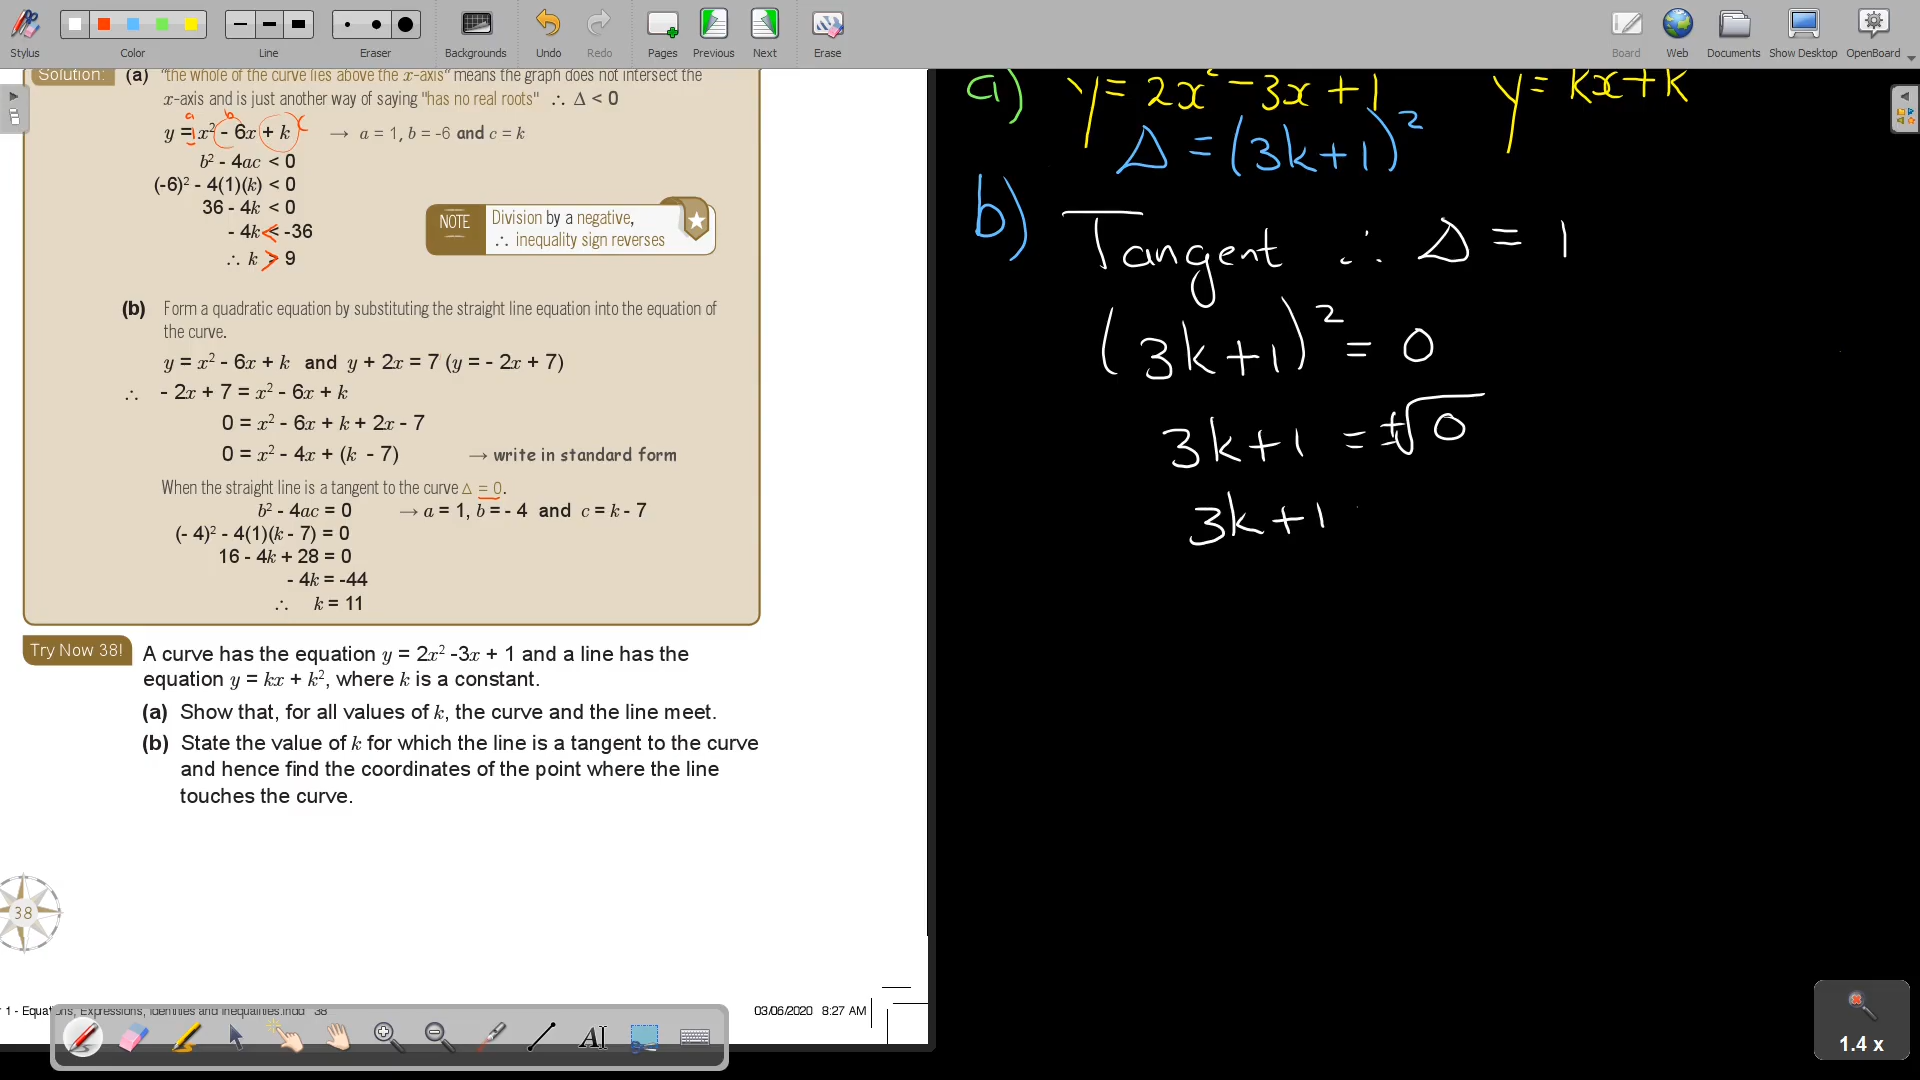 Stylus
Color
Line
Eraser
Backgrounds
Undo
Redo
Pages
Previous
Next
Erase
Board
Web
Documents
Show Desktop
OpenBoard
Solution:
(a) "the whole of the curve lies above the x-axis" means the graph does not intersect the
x-axis and is just another way of saying "has no real roots" ∴ Δ < 0
a b c
y = 1x² - 6x + k → a = 1, b = -6 and c = k
b² - 4ac < 0
(-6)² - 4(1)(k) < 0
36 - 4k < 0
- 4k < -36
∴ k > 9
NOTE
Division by a negative,
∴ inequality sign reverses
(b) Form a quadratic equation by substituting the straight line equation into the equation of
the curve.
y = x² - 6x + k and y + 2x = 7 (y = - 2x + 7)
∴ - 2x + 7 = x² - 6x + k
0 = x² - 6x + k + 2x - 7
0 = x² - 4x + (k - 7) → write in standard form
When the straight line is a tangent to the curve Δ = 0.
b² - 4ac = 0 → a = 1, b = - 4 and c = k - 7
(- 4)² - 4(1)(k - 7) = 0
16 - 4k + 28 = 0
- 4k = -44
∴ k = 11
Try Now 38!
A curve has the equation y = 2x² -3x + 1 and a line has the
equation y = kx + k², where k is a constant.
(a) Show that, for all values of k, the curve and the line meet.
(b) State the value of k for which the line is a tangent to the curve
and hence find the coordinates of the point where the line
touches the curve.
38
03/06/2020 8:27 AM
a) y = 2x² - 3x + 1 y = kx + k
Δ = (3k+1)²
b) Tangent ∴ Δ = 1
(3k+1)² = 0
3k+1 = ±√0
3k+1
1.4 x